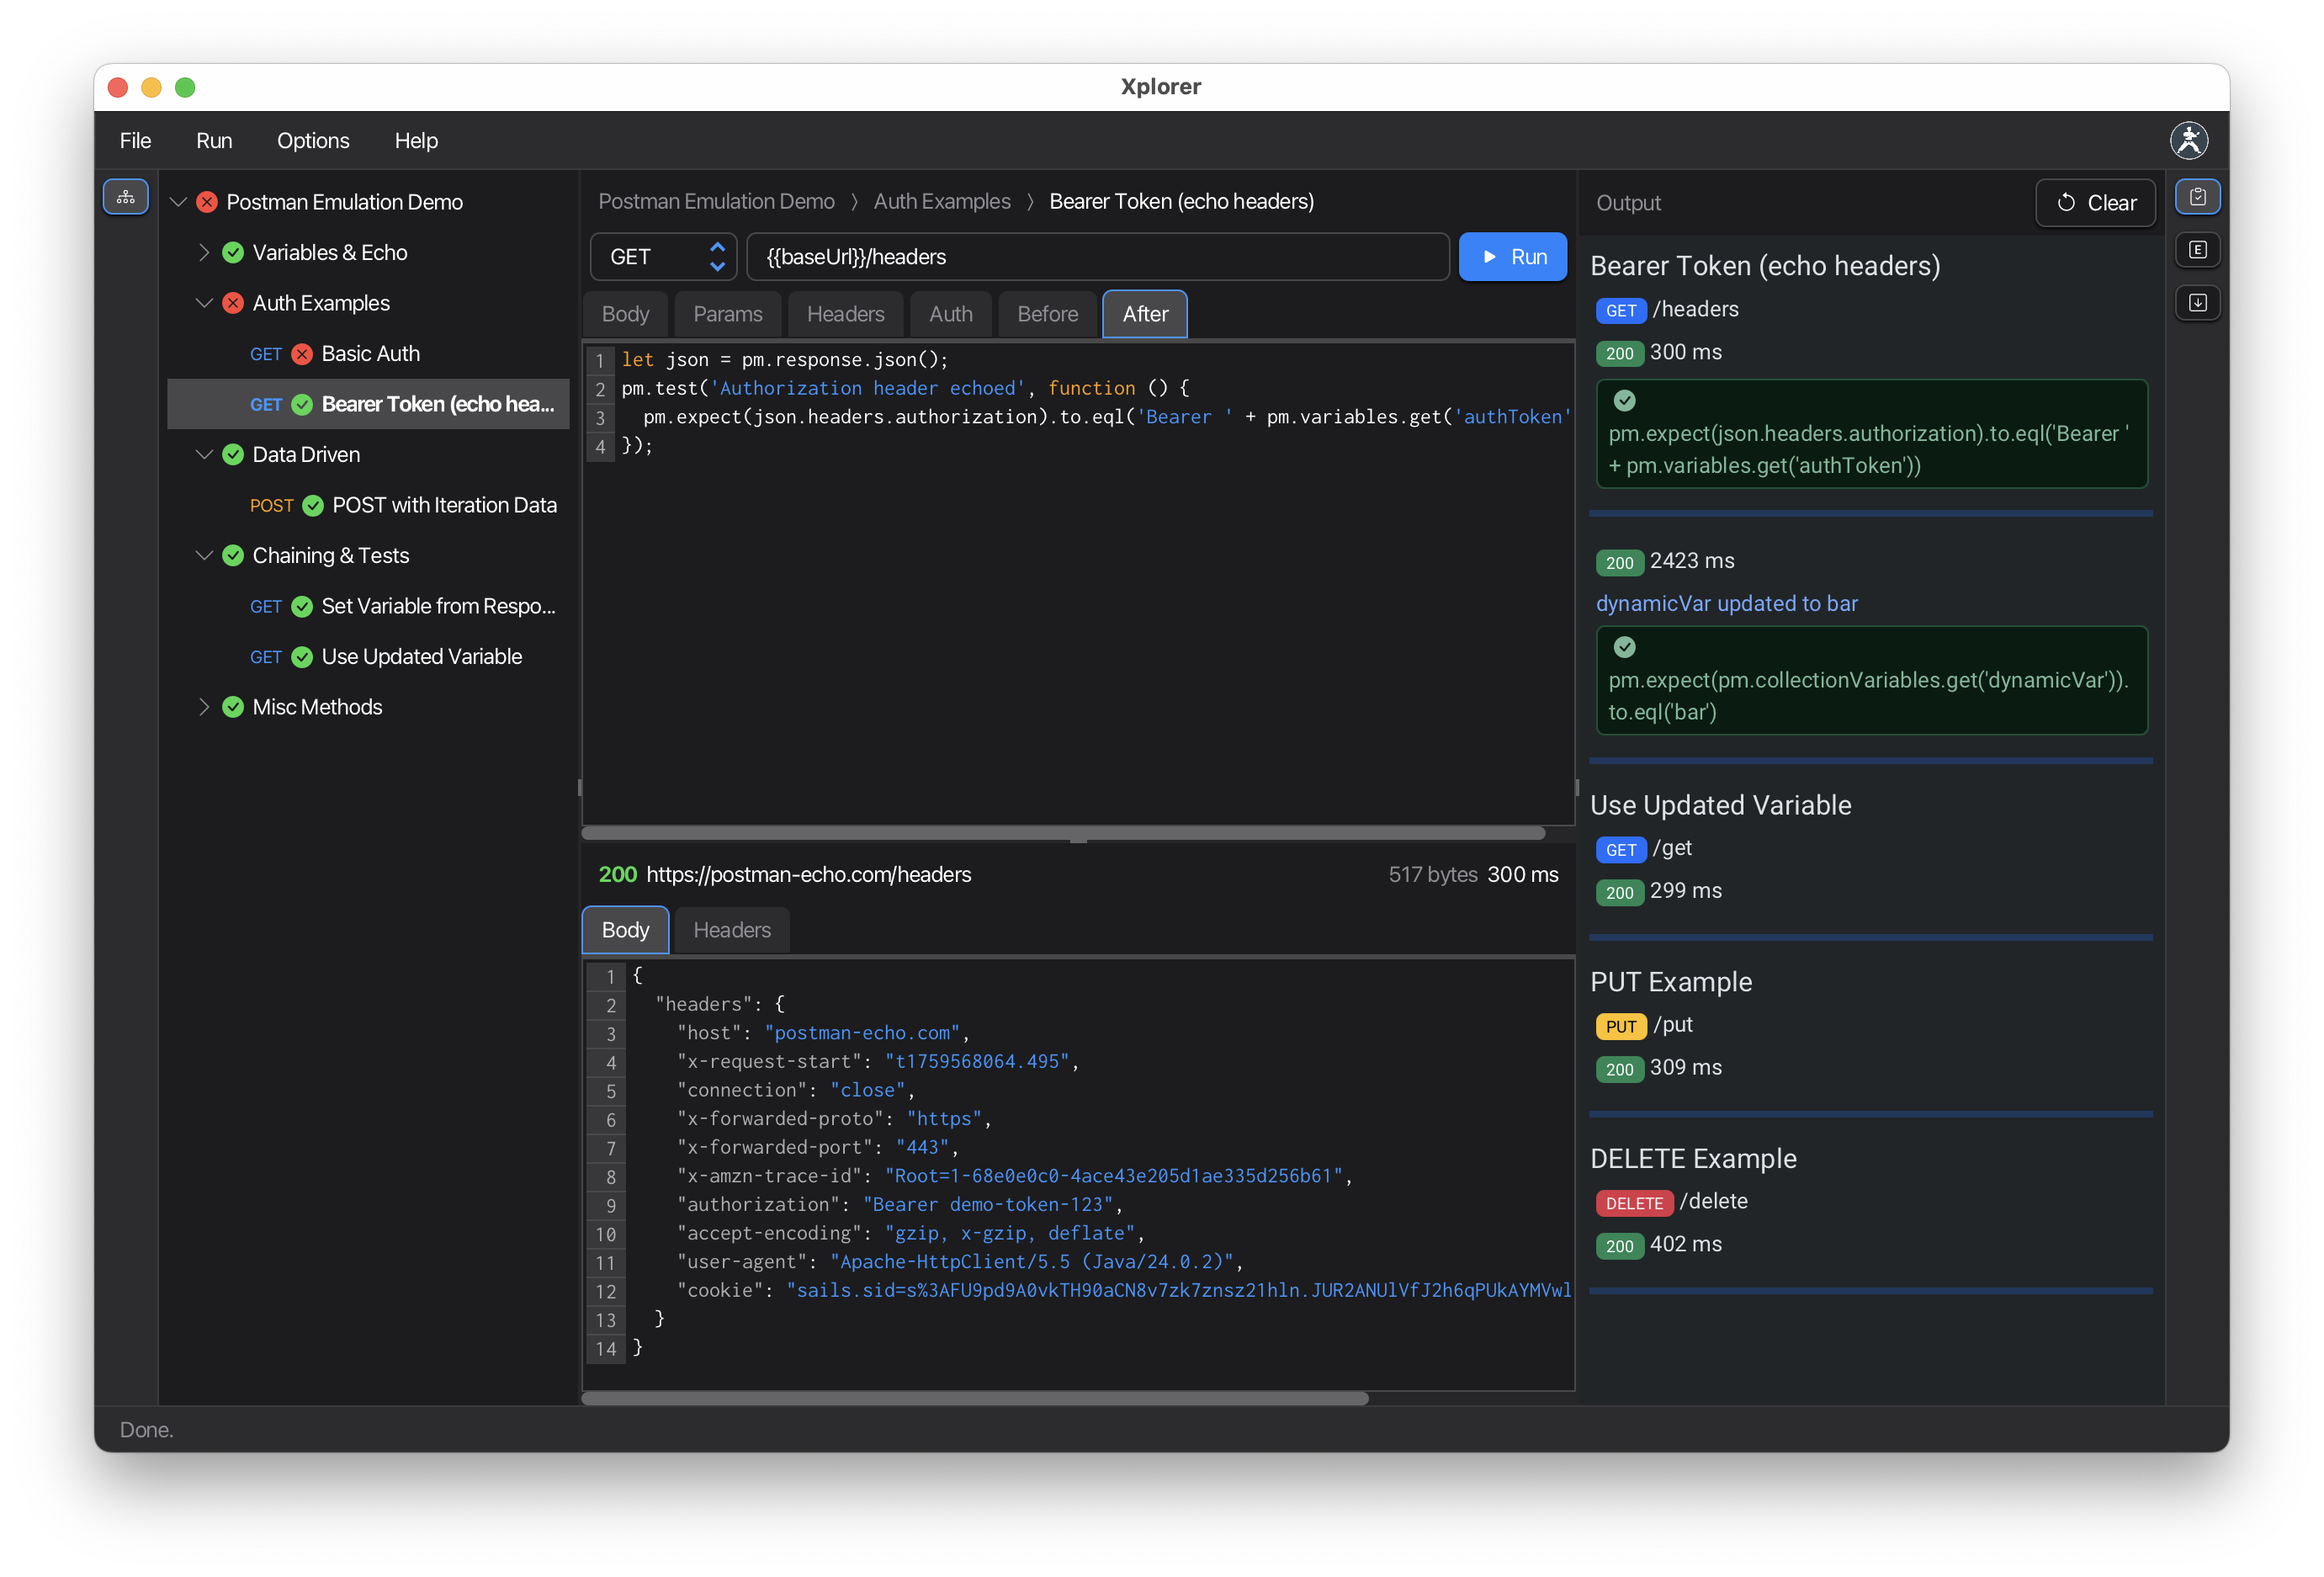 Xplorer
File Run Options Help
Postman Emulation Demo
Variables & Echo
Auth Examples
GET Basic Auth
GET Bearer Token (echo hea...
Data Driven
POST POST with Iteration Data
Chaining & Tests
GET Set Variable from Respo...
GET Use Updated Variable
Misc Methods
Postman Emulation Demo 〉 Auth Examples 〉 Bearer Token (echo headers)
GET {{baseUrl}}/headers Run
Body Params Headers Auth Before After
1 let json = pm.response.json();
2 pm.test('Authorization header echoed', function () {
3 pm.expect(json.headers.authorization).to.eql('Bearer ' + pm.variables.get('authToken'
4 });
200 https://postman-echo.com/headers 517 bytes 300 ms
Body Headers
1 {
2 "headers": {
3 "host": "postman-echo.com",
4 "x-request-start": "t1759568064.495",
5 "connection": "close",
6 "x-forwarded-proto": "https",
7 "x-forwarded-port": "443",
8 "x-amzn-trace-id": "Root=1-68e0e0c0-4ace43e205d1ae335d256b61",
9 "authorization": "Bearer demo-token-123",
10 "accept-encoding": "gzip, x-gzip, deflate",
11 "user-agent": "Apache-HttpClient/5.5 (Java/24.0.2)",
12 "cookie": "sails.sid=s%3AFU9pd9A0vkTH90aCN8v7zk7znsz21hln.JUR2ANUlVfJ2h6qPUkAYMVwl
13 }
14 }
Output Clear
Bearer Token (echo headers)
GET /headers
200 300 ms
pm.expect(json.headers.authorization).to.eql('Bearer '
+ pm.variables.get('authToken'))
200 2423 ms
dynamicVar updated to bar
pm.expect(pm.collectionVariables.get('dynamicVar')).
to.eql('bar')
Use Updated Variable
GET /get
200 299 ms
PUT Example
PUT /put
200 309 ms
DELETE Example
DELETE /delete
200 402 ms
E
Done.